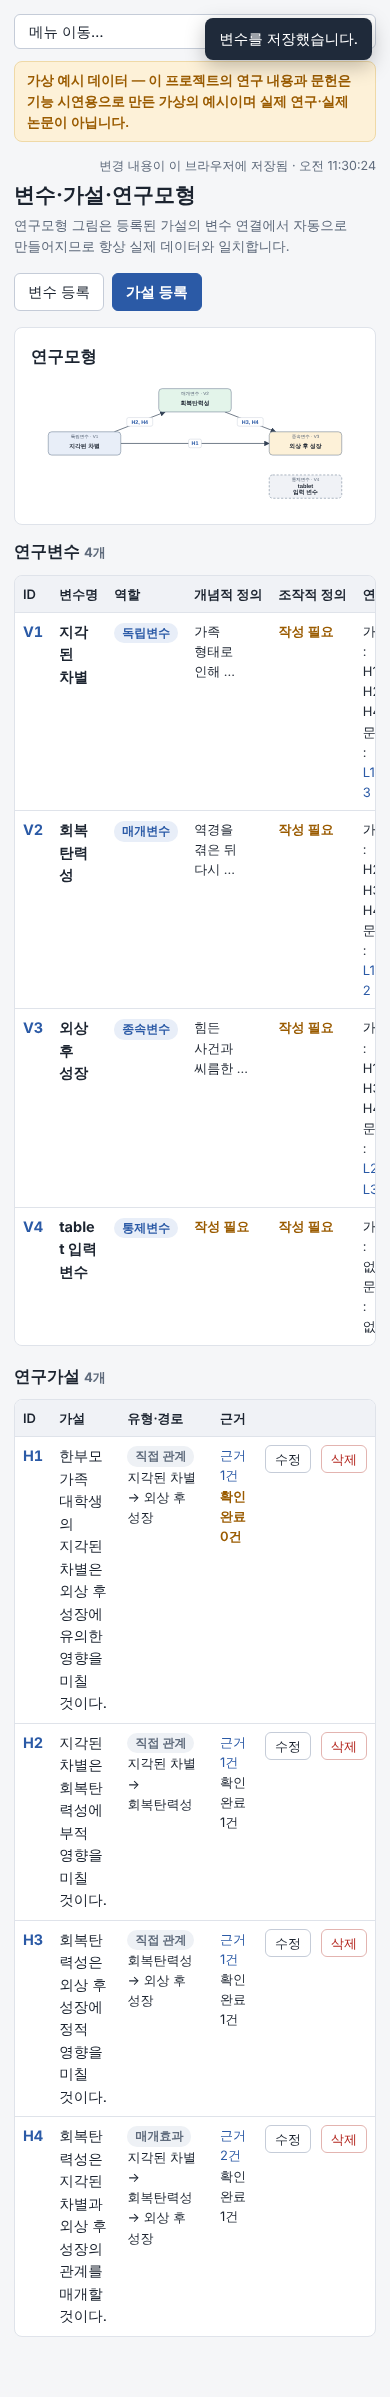 메뉴 이동...
변수를 저장했습니다.
가상 예시 데이터 — 이 프로젝트의 연구 내용과 문헌은
기능 시연용으로 만든 가상의 예시이며 실제 연구·실제
논문이 아닙니다.
변경 내용이 이 브라우저에 저장됨 · 오전 11:30:24
변수·가설·연구모형
연구모형 그림은 등록된 가설의 변수 연결에서 자동으로
만들어지므로 항상 실제 데이터와 일치합니다.
변수 등록
가설 등록
연구모형
매개변수 · V2
회복탄력성
H2, H4
H3, H4
독립변수 · V1
지각된 차별
H1
종속변수 · V3
외상 후 성장
통제변수 · V4
tablet
입력 변수
연구변수 4개
ID 변수명 역할 개념적 정의 조작적 정의
V1
지각
된
차별
독립변수
가족
형태로
인해 ...
작성 필요
:
L1
3
V2
회복
탄력
성
매개변수
역경을
겪은 뒤
다시 ...
작성 필요
:
L1
2
V3
외상
후
성장
종속변수
힘든
사건과
씨름한 ...
작성 필요
:
V4
table
t 입력
변수
통제변수
작성 필요
작성 필요
:
:
연구가설 4개
ID 가설 유형·경로 근거
H1
한부모
가족
대학생
의
지각된
차별은
외상 후
성장에
유의한
영향을
미칠
것이다.
직접 관계
지각된 차별
→ 외상 후
성장
근거
1건
확인
완료
0건
수정
삭제
H2
지각된
차별은
회복탄
력성에
부적
영향을
미칠
것이다.
직접 관계
지각된 차별
→
회복탄력성
근거
1건
확인
완료
1건
수정
삭제
H3
회복탄
력성은
외상 후
성장에
정적
영향을
미칠
것이다.
직접 관계
회복탄력성
→ 외상 후
성장
근거
1건
확인
완료
1건
수정
삭제
H4
회복탄
력성은
지각된
차별과
외상 후
성장의
관계를
매개할
것이다.
매개효과
지각된 차별
→
회복탄력성
→ 외상 후
성장
근거
2건
확인
완료
1건
수정
삭제